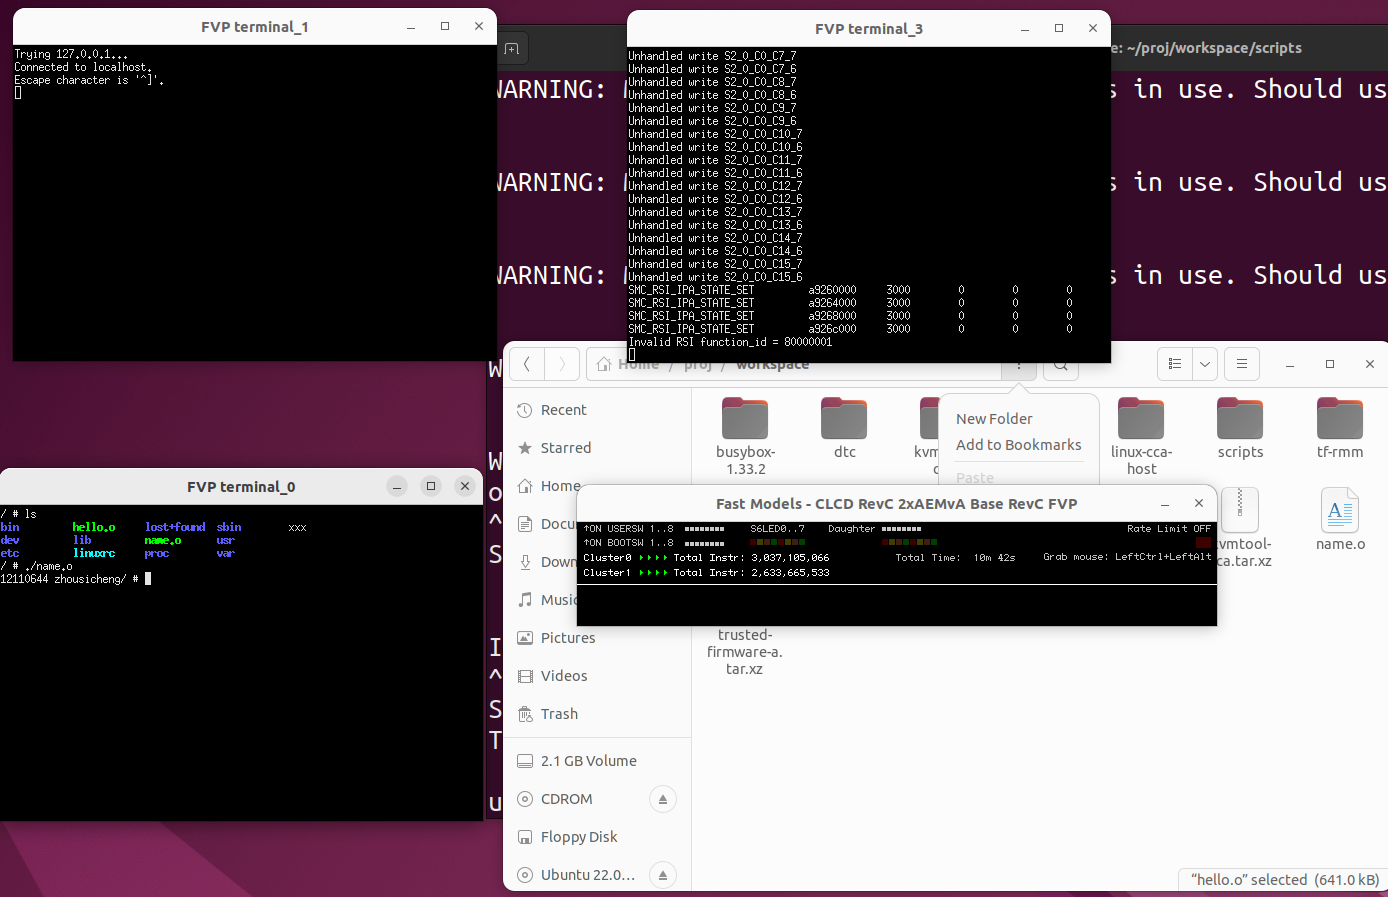 FVP terminal_1
Trying 127.0.0.1...
Connected to localhost.
Escape character is '^]'.
FVP terminal_3
Unhandled write S2_0_C0_C7_7
Unhandled write S2_0_C0_C7_6
Unhandled write S2_0_C0_C8_7
Unhandled write S2_0_C0_C8_6
Unhandled write S2_0_C0_C9_7
Unhandled write S2_0_C0_C9_6
Unhandled write S2_0_C0_C10_7
Unhandled write S2_0_C0_C10_6
Unhandled write S2_0_C0_C11_7
Unhandled write S2_0_C0_C11_6
Unhandled write S2_0_C0_C12_7
Unhandled write S2_0_C0_C12_6
Unhandled write S2_0_C0_C13_7
Unhandled write S2_0_C0_C13_6
Unhandled write S2_0_C0_C14_7
Unhandled write S2_0_C0_C14_6
Unhandled write S2_0_C0_C15_7
Unhandled write S2_0_C0_C15_6
SMC_RSI_IPA_STATE_SET a9260000 3000 0 0 0
SMC_RSI_IPA_STATE_SET a9264000 3000 0 0 0
SMC_RSI_IPA_STATE_SET a9268000 3000 0 0 0
SMC_RSI_IPA_STATE_SET a926c000 3000 0 0 0
Invalid RSI function_id = 80000001
e: ~/proj/workspace/scripts
WARNING: M s in use. Should us
WARNING: M s in use. Should us
WARNING: M s in use. Should us
W
W
o
^
S
I
^
S
T
u
FVP terminal_0
/ # ls
bin hello.o lost+found sbin xxx
dev lib name.o usr
etc linuxrc proc var
/ # ./name.o
12110644 zhousicheng/ #
Home / proj / workspace
Recent
Starred
Home
Docu
Down
Music
Pictures
Videos
Trash
2.1 GB Volume
CDROM
Floppy Disk
Ubuntu 22.0…
busybox-
1.33.2
dtc
kvm
c
linux-cca-
host
scripts
tf-rmm
New Folder
Add to Bookmarks
Paste
vmtool-
ca.tar.xz
name.o
trusted-
firmware-a.
tar.xz
Fast Models - CLCD RevC 2xAEMvA Base RevC FVP
↑ON USERSW 1..8 S6LED0..7 Daughter Rate Limit OFF
↑ON BOOTSW 1..8
Cluster0 Total Instr: 3,037,105,066 Total Time: 10m 42s Grab mouse: LeftCtrl+LeftAlt
Cluster1 Total Instr: 2,633,665,533
“hello.o” selected (641.0 kB)